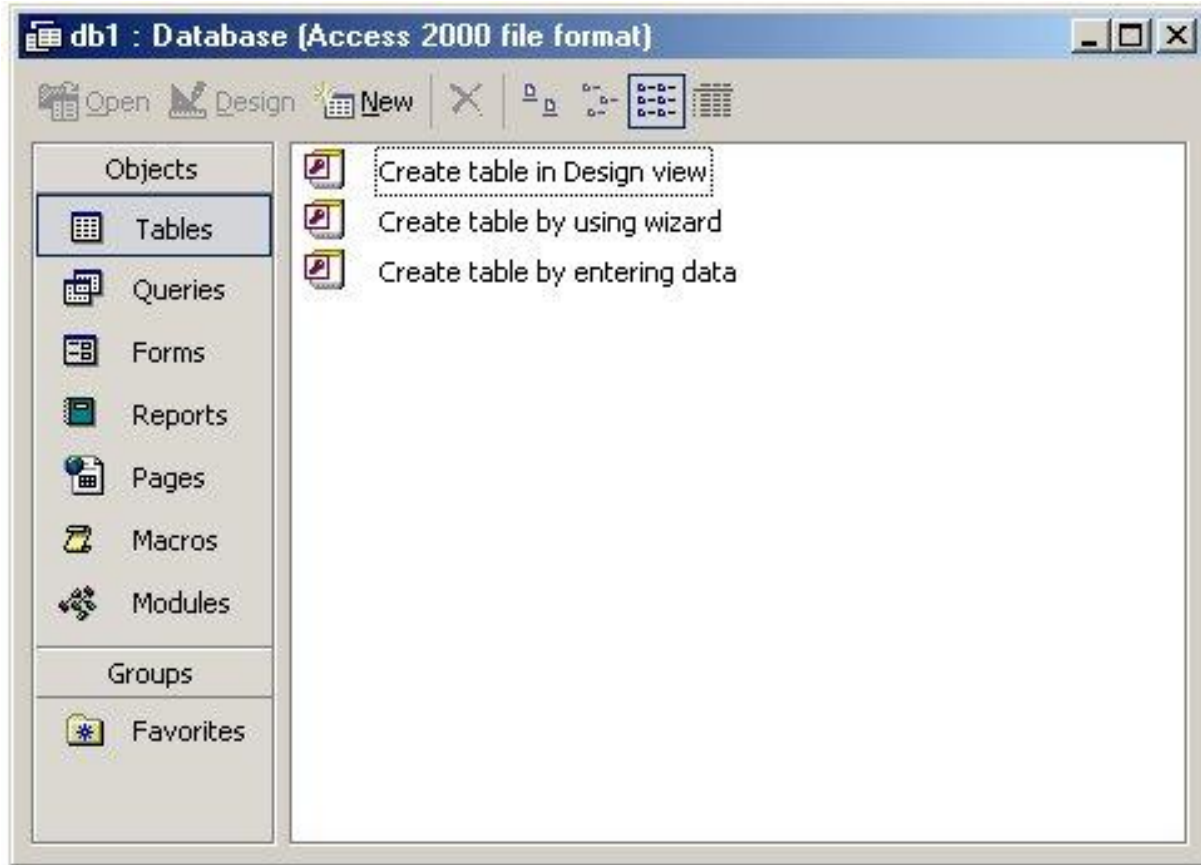 db1 : Database (Access 2000 file format)
Open Design New
Objects
Tables
Queries
Forms
Reports
Pages
Macros
Modules
Groups
Favorites
Create table in Design view
Create table by using wizard
Create table by entering data